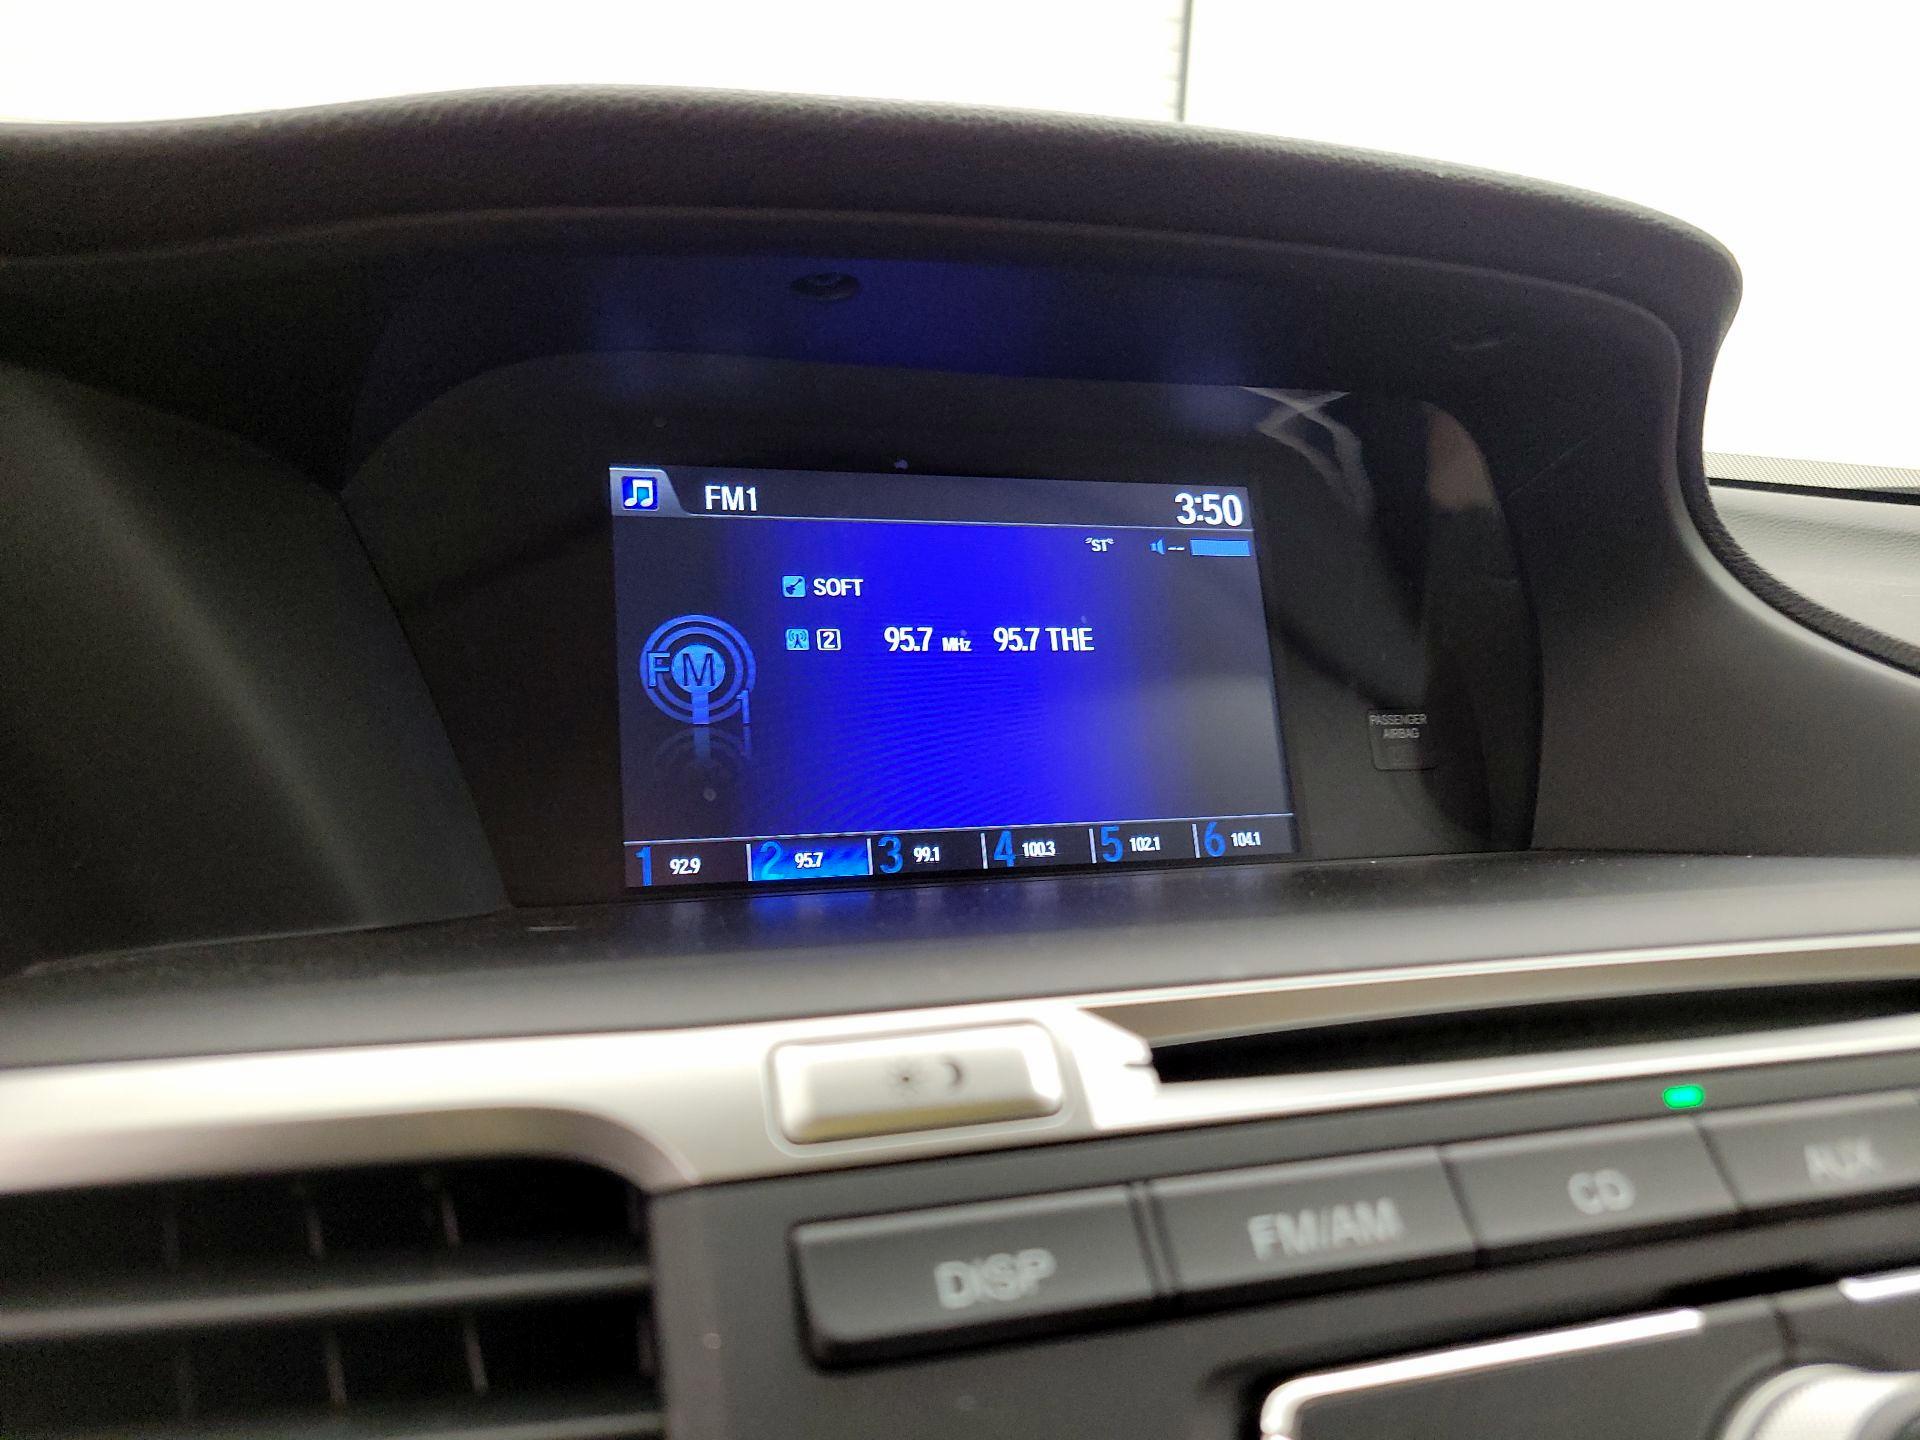 FM1 3:50
"ST" --
SOFT
2 95.7 MHz 95.7 THE
FM
1
1 92.9 2 95.7 3 99.1 4 100.3 5 102.1 6 104.1
PASSENGER
AIRBAG
DISP FM/AM CD AUX